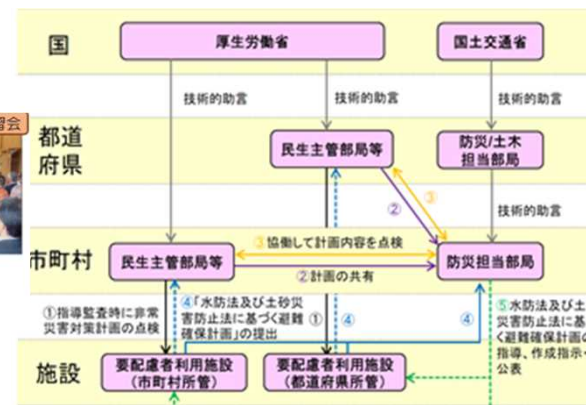 国
厚生労働省
国土交通省
技術的助言
技術的助言
技術的助言
習会
都道
府県
民生主管部局等
防災/土木
担当部局
②
③
技術的助言
市町村
民生主管部局等
③協働して計画内容を点検
②計画の共有
防災担当部局
①指導監査時に非常
災害対策計画の点検
④「水防法及び土砂災
害防止法に基づく避難
確保計画」の提出
①
④
④
⑤水防法及び土
災害防止法に基
く避難確保計画の
指導、作成指示
公表
施設
要配慮者利用施設
(市町村所管)
要配慮者利用施設
(都道府県所管)